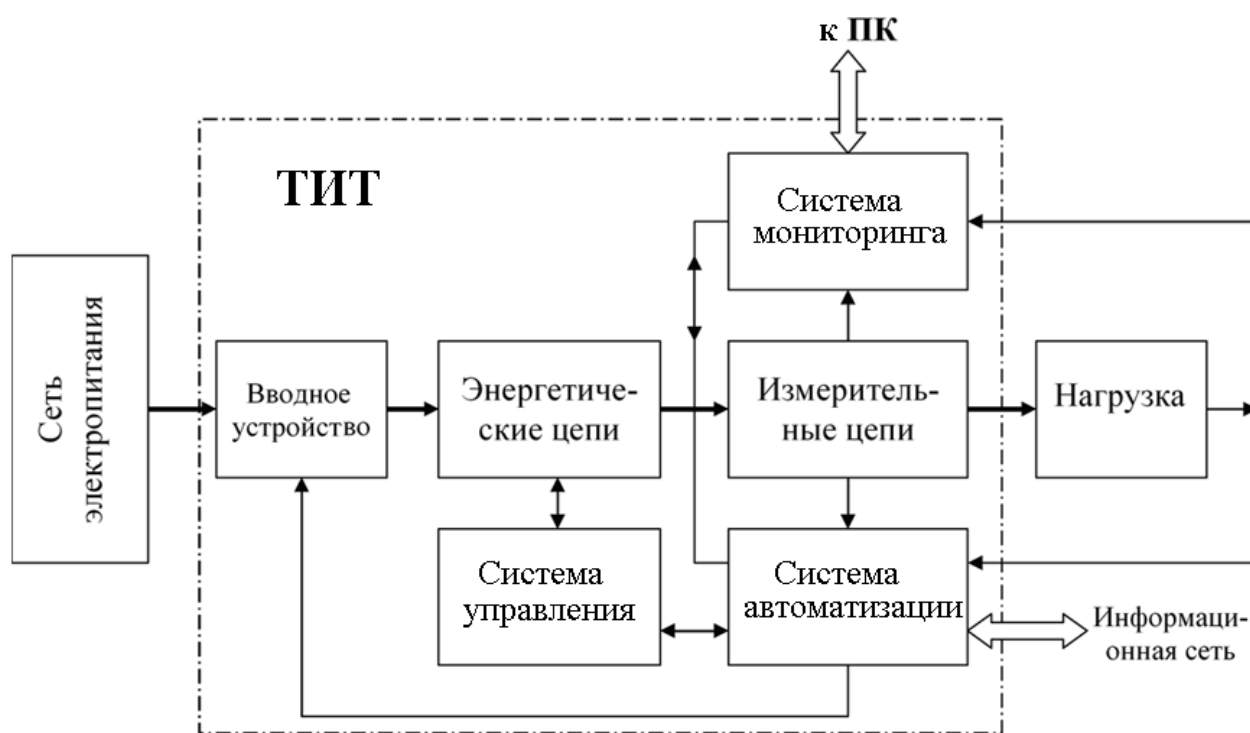 к ПК
ТИТ
Система
мониторинга
Сеть
электропитания
Вводное
устройство
Энергетиче-
ские цепи
Измеритель-
ные цепи
Нагрузка
Система
управления
Система
автоматизации
Информаци-
онная сеть